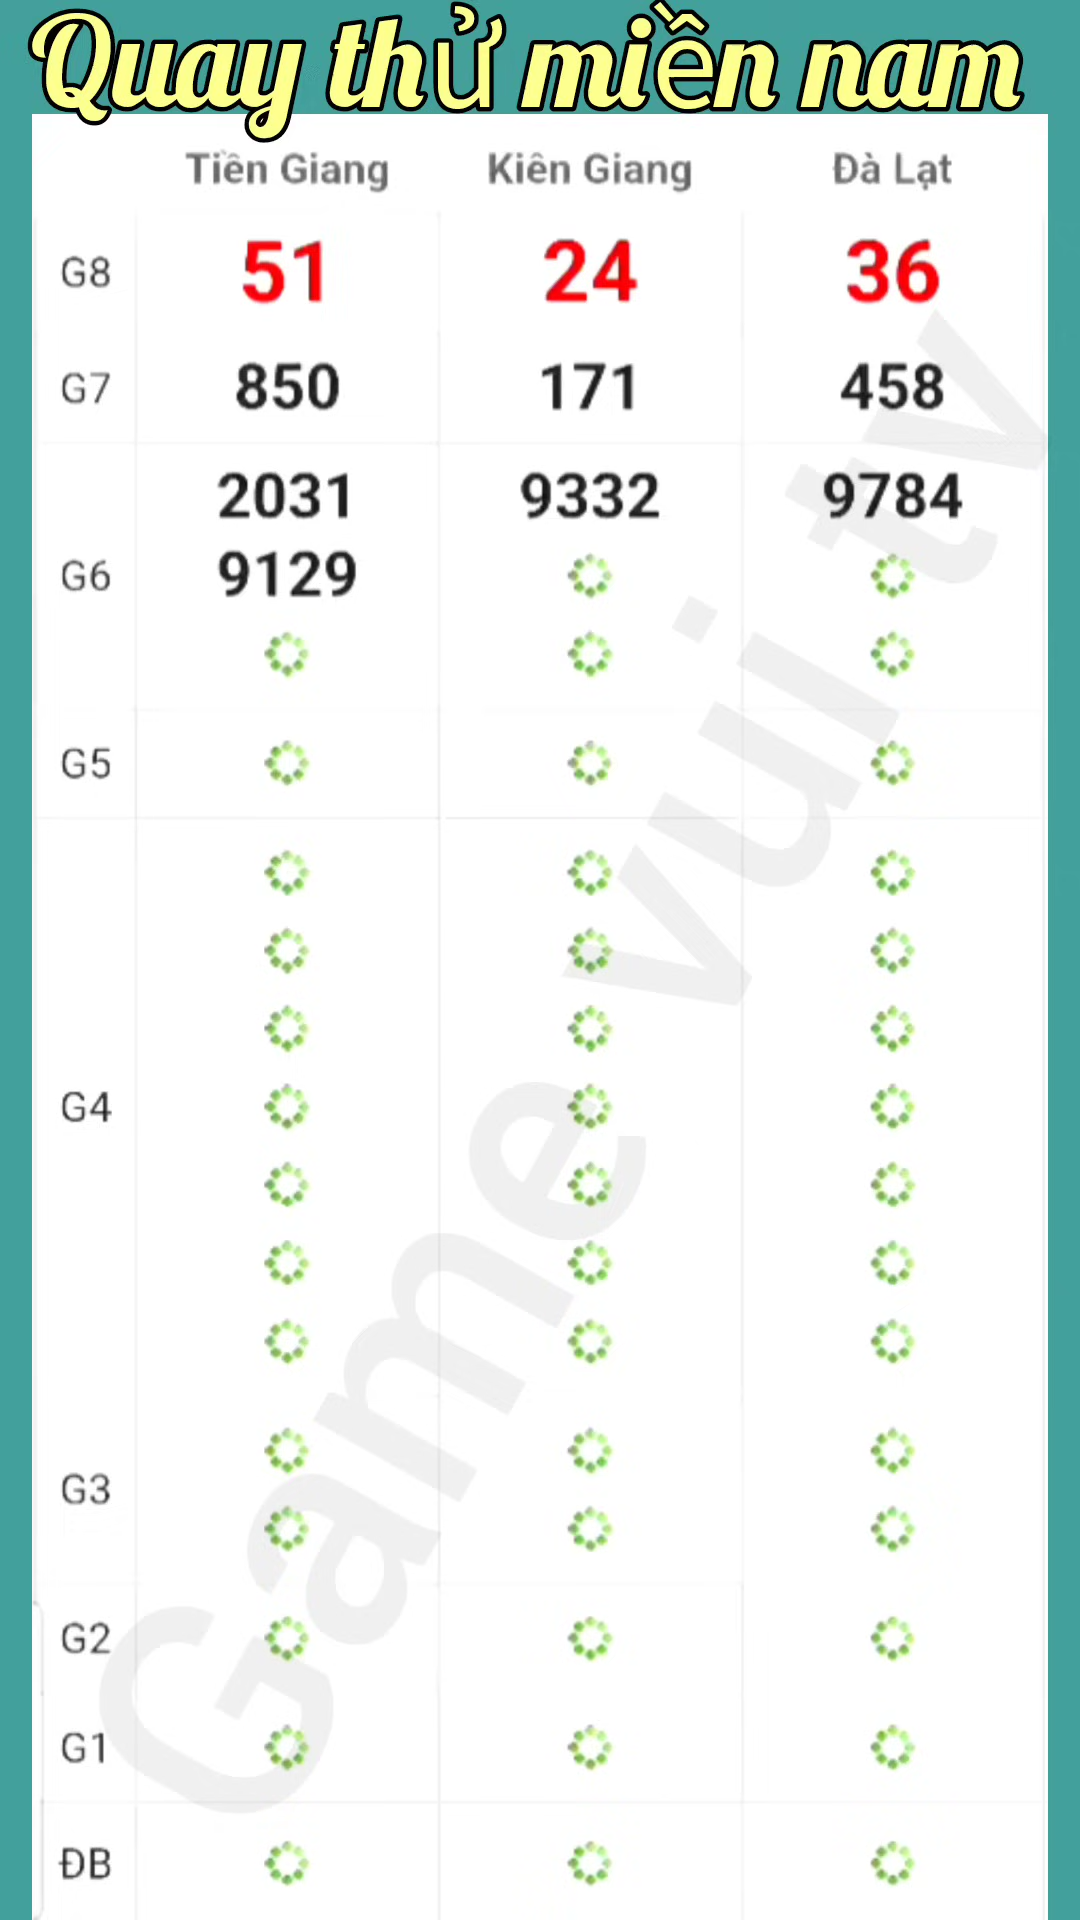 Quay thử miền nam
Tiền Giang Kiên Giang Đà Lạt
G8 51 24 36
G7 850 171 458
2031 9332 9784
G6 9129
G5
G4
G3
G2
G1
ĐB
Game vui tv